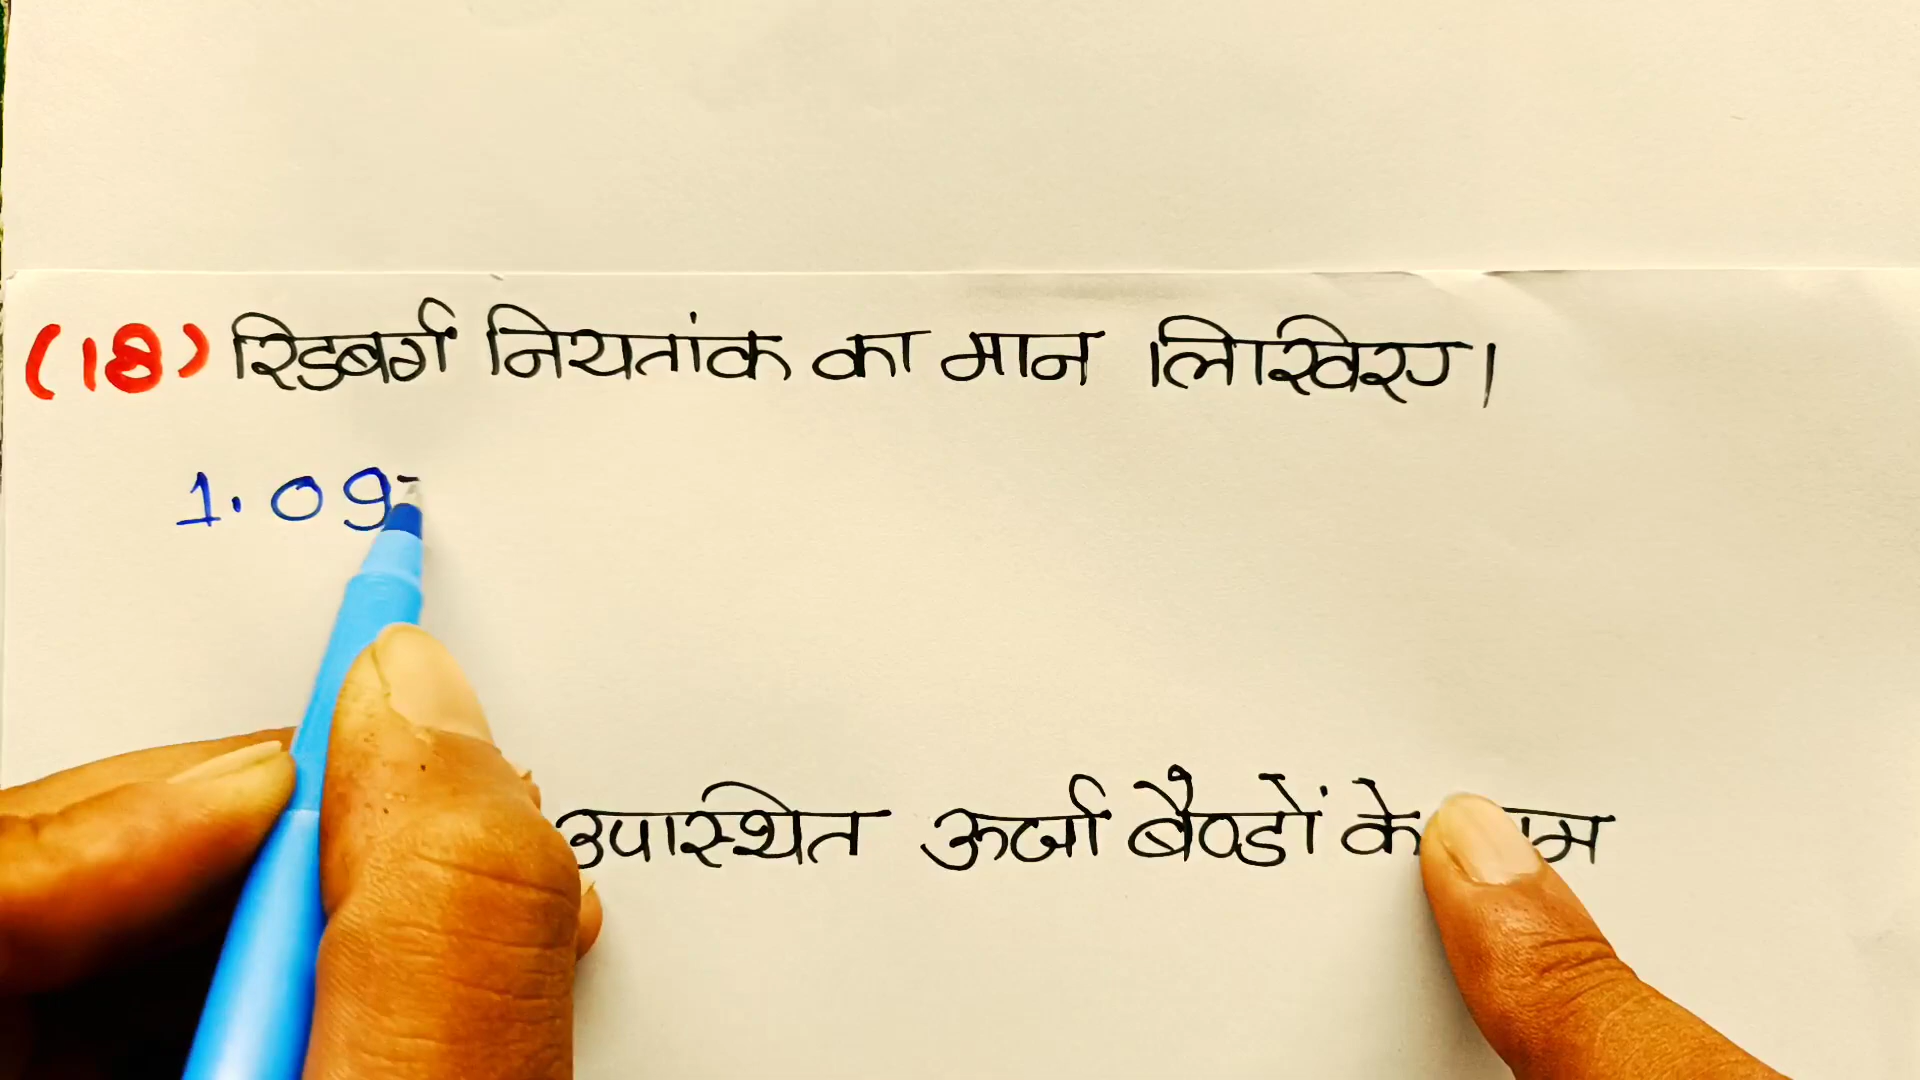 (18) रिडबर्ग नियतांक का मान लिखिए।
1.09
उपस्थित ऊर्जा बैण्डों के